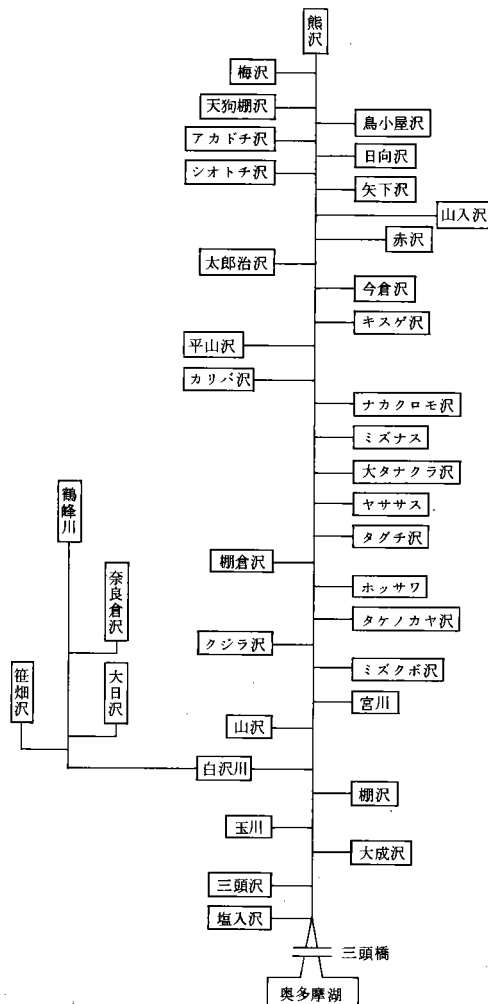 熊沢
梅沢
天狗棚沢
鳥小屋沢
アカドチ沢
日向沢
シオトチ沢
矢下沢
山入沢
赤沢
太郎治沢
今倉沢
キスゲ沢
平山沢
カリバ沢
ナカクロモ沢
ミズナス
大タナクラ沢
ヤササス
タグチ沢
鶴峰川
棚倉沢
奈良倉沢
ホッサワ
タケノカヤ沢
クジラ沢
笹畑沢
大日沢
ミズクボ沢
宮川
山沢
白沢川
棚沢
玉川
大成沢
三頭沢
塩入沢
三頭橋
奥多摩湖